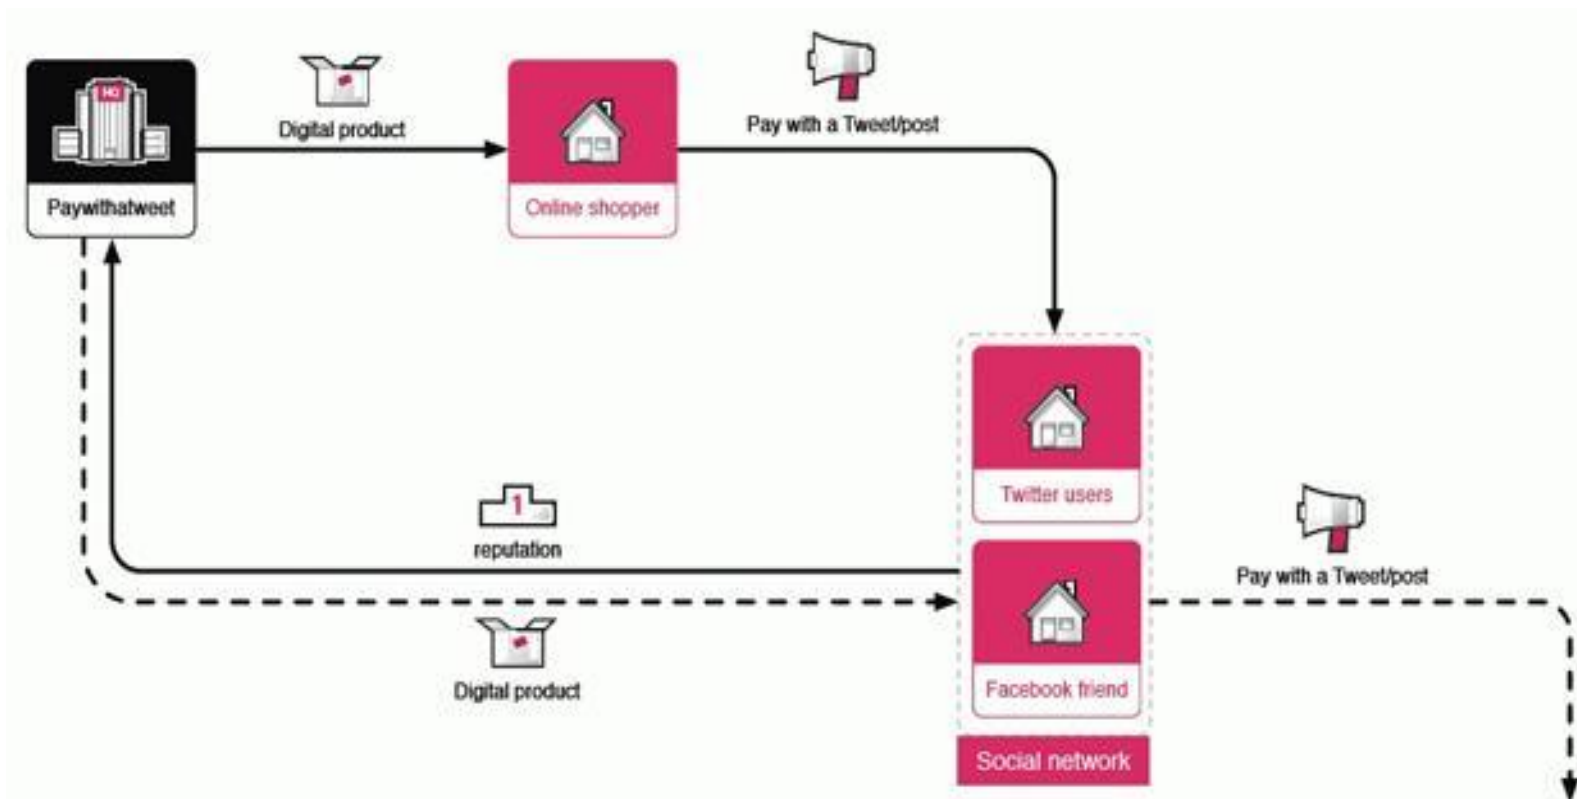 HQ
Paywithatweet
Digital product
Online shopper
Pay with a Tweet/post
Twitter users
1
reputation
Pay with a Tweet/post
Digital product
Facebook friend
Social network